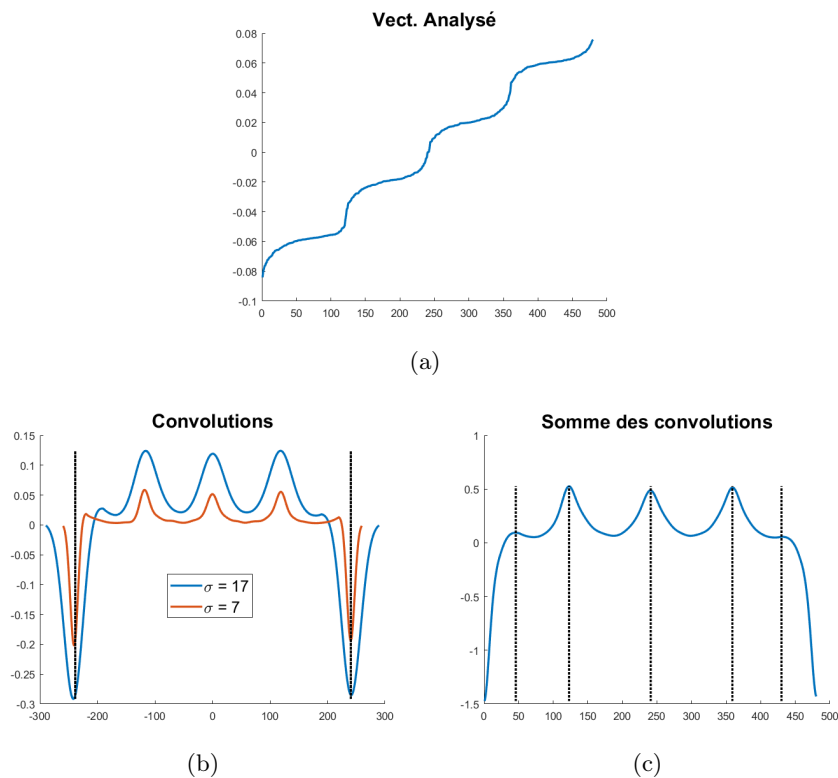 Vect. Analysé
0.08
0.06
0.04
0.02
0
-0.02
-0.04
-0.06
-0.08
-0.1
0 50 100 150 200 250 300 350 400 450 500
(a)
Convolutions
0.15
0.1
0.05
0
-0.05
-0.1
-0.15
-0.2
-0.25
-0.3
σ = 17
σ = 7
-300 -200 -100 0 100 200 300
(b)
Somme des convolutions
1
0.5
0
-0.5
-1
-1.5
0 50 100 150 200 250 300 350 400 450 500
(c)